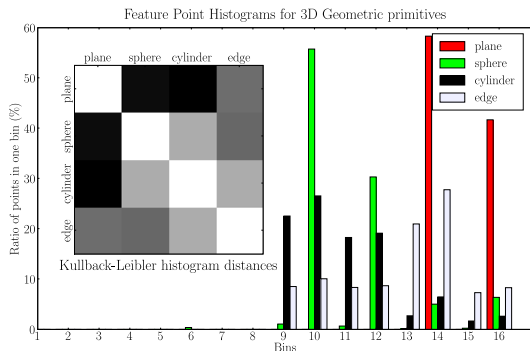 Feature Point Histograms for 3D Geometric primitives
60
50
40
30
20
10
0
Ratio of points in one bin (%)
plane sphere cylinder edge
plane
sphere
cylinder
edge
Kullback-Leibler histogram distances
plane
sphere
cylinder
edge
1 2 3 4 5 6 7 8 9 10 11 12 13 14 15 16
Bins